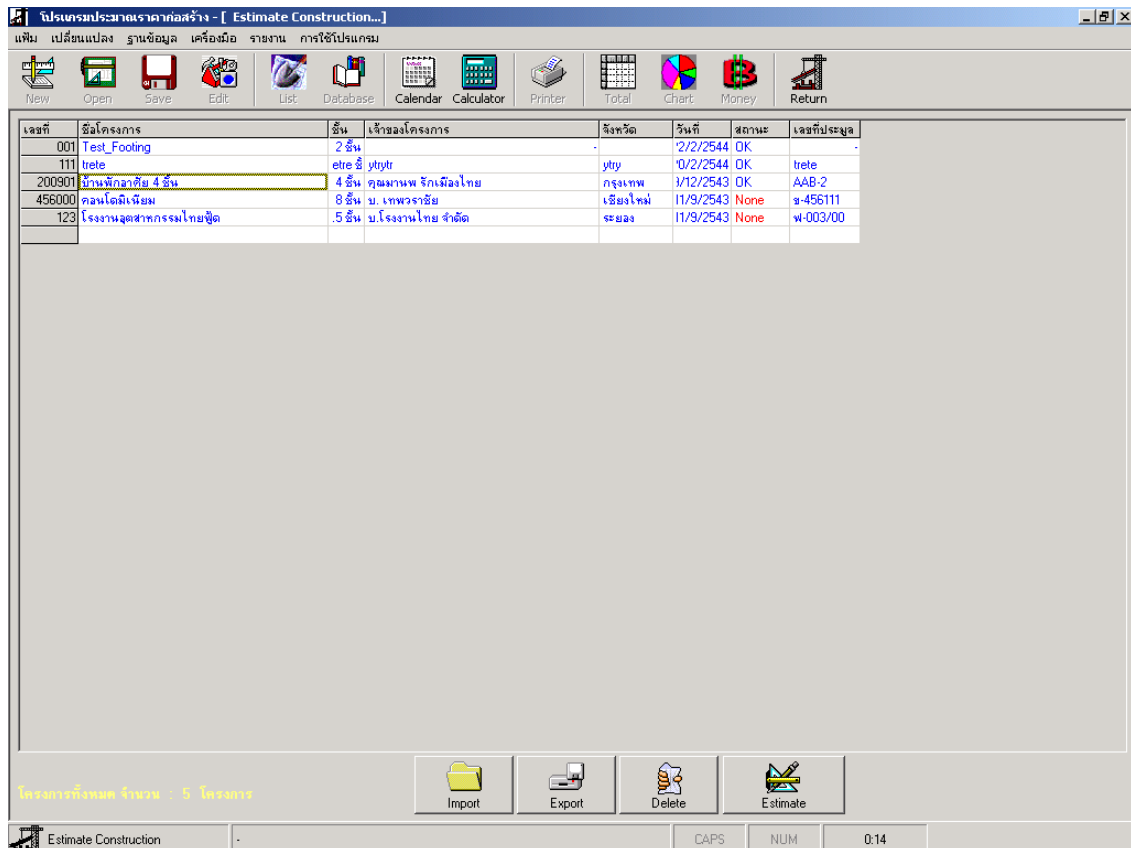 โปรแกรมประมาณราคาก่อสร้าง - [ Estimate Construction...]
แฟ้ม เปลี่ยนแปลง ฐานข้อมูล เครื่องมือ รายงาน การใช้โปรแกรม
New Open Save Edit List Database Calendar Calculator Printer Total Chart Money Return
เลขที่ ชื่อโครงการ ชั้น เจ้าของโครงการ จังหวัด วันที่ สถานะ เลขที่ประมูล
001 Test_Footing 2 ชั้น - '2/2/2544 OK -
111 trete etre ชั้ ytrytr ytry '0/2/2544 OK trete
200901 บ้านพักอาศัย 4 ชั้น 4 ชั้น คุณมานพ รักเมืองไทย กรุงเทพ /12/2543 OK AAB-2
456000 คอนโดมิเนียม 8 ชั้น บ. เทพวราชัย เชียงใหม่ 1/9/2543 None ข-456111
123 โรงงานอุตสาหกรรมไทยฟู๊ด .5 ชั้น บ.โรงงานไทย จำกัด ระยอง 1/9/2543 None ฟ-003/00
โครงการทั้งหมด จำนวน : 5 โครงการ
Import Export Delete Estimate
Estimate Construction - CAPS NUM 0:14